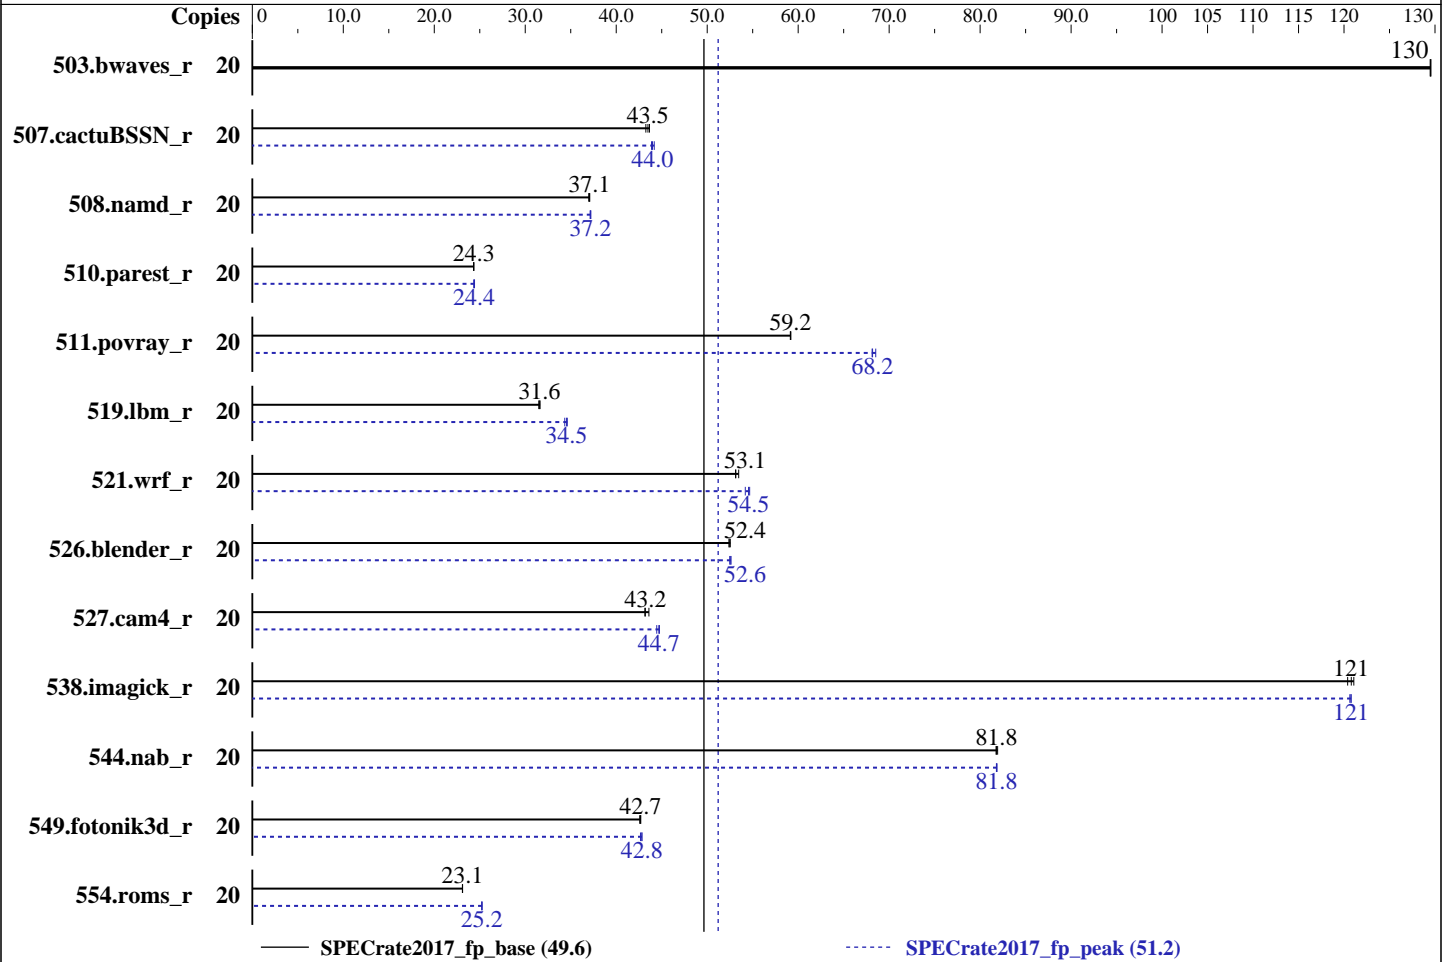 Copies 0 10.0 20.0 30.0 40.0 50.0 60.0 70.0 80.0 90.0 100 105 110 115 120 130
503.bwaves_r 20 130
507.cactuBSSN_r 20 43.5
44.0
508.namd_r 20 37.1
37.2
510.parest_r 20 24.3
24.4
511.povray_r 20 59.2
68.2
519.lbm_r 20 31.6
34.5
521.wrf_r 20 53.1
54.5
526.blender_r 20 52.4
52.6
527.cam4_r 20 43.2
44.7
538.imagick_r 20 121
121
544.nab_r 20 81.8
81.8
549.fotonik3d_r 20 42.7
42.8
554.roms_r 20 23.1
25.2
SPECrate2017_fp_base (49.6) SPECrate2017_fp_peak (51.2)